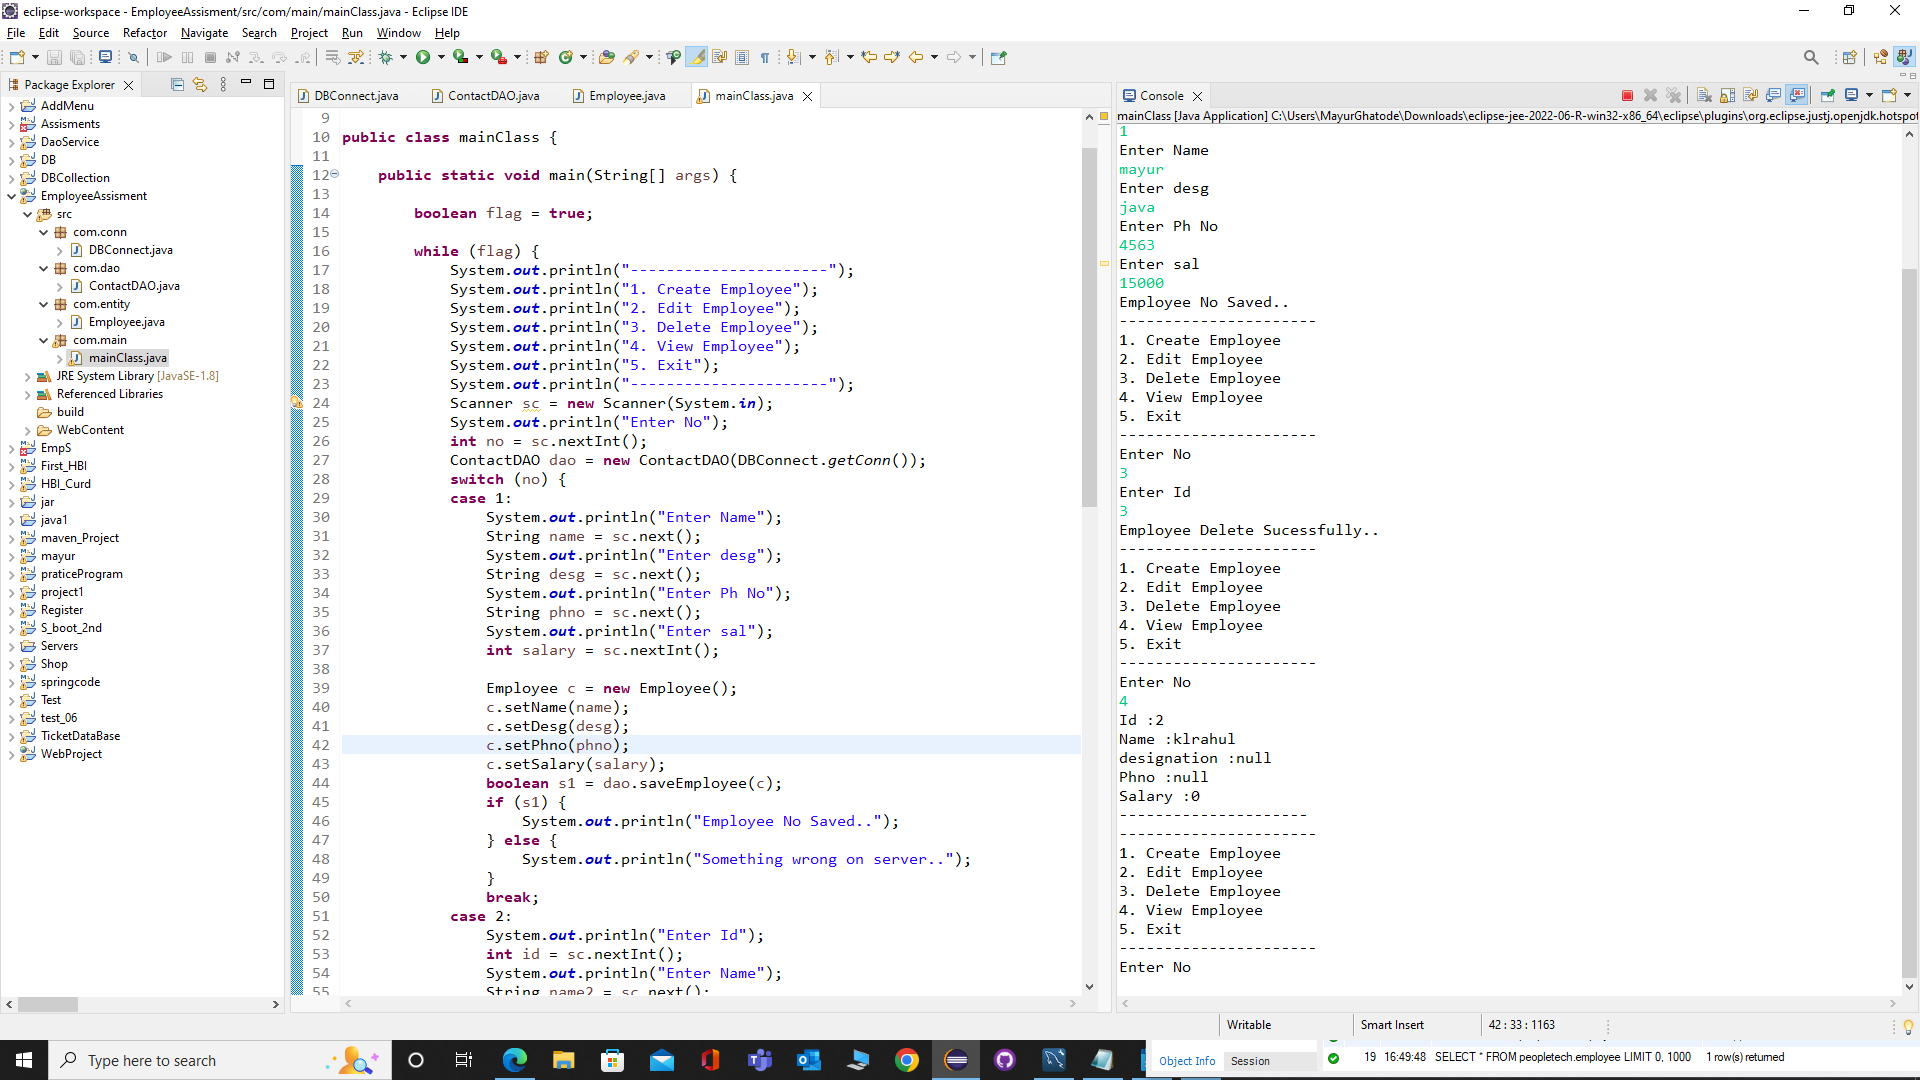 eclipse-workspace - EmployeeAssisment/src/com/main/mainClass.java - Eclipse IDE
File Edit Source Refactor Navigate Search Project Run Window Help
Package Explorer
AddMenu
Assisments
DaoService
DB
DBCollection
EmployeeAssisment
src
com.conn
DBConnect.java
com.dao
ContactDAO.java
com.entity
Employee.java
com.main
mainClass.java
JRE System Library [JavaSE-1.8]
Referenced Libraries
build
WebContent
EmpS
First_HBl
HBl_Curd
jar
java1
maven_Project
mayur
praticeProgram
project1
Register
S_boot_2nd
Servers
Shop
springcode
Test
test_06
TicketDataBase
WebProject
DBConnect.java ContactDAO.java Employee.java mainClass.java
9
10 public class mainClass {
11
12 public static void main(String[] args) {
13
14 boolean flag = true;
15
16 while (flag) {
17 System.out.println("----------------------");
18 System.out.println("1. Create Employee");
19 System.out.println("2. Edit Employee");
20 System.out.println("3. Delete Employee");
21 System.out.println("4. View Employee");
22 System.out.println("5. Exit");
23 System.out.println("----------------------");
24 Scanner sc = new Scanner(System.in);
25 System.out.println("Enter No");
26 int no = sc.nextInt();
27 ContactDAO dao = new ContactDAO(DBConnect.getConn());
28 switch (no) {
29 case 1:
30 System.out.println("Enter Name");
31 String name = sc.next();
32 System.out.println("Enter desg");
33 String desg = sc.next();
34 System.out.println("Enter Ph No");
35 String phno = sc.next();
36 System.out.println("Enter sal");
37 int salary = sc.nextInt();
38
39 Employee c = new Employee();
40 c.setName(name);
41 c.setDesg(desg);
42 c.setPhno(phno);
43 c.setSalary(salary);
44 boolean s1 = dao.saveEmployee(c);
45 if (s1) {
46 System.out.println("Employee No Saved..");
47 } else {
48 System.out.println("Something wrong on server..");
49 }
50 break;
51 case 2:
52 System.out.println("Enter Id");
53 int id = sc.nextInt();
54 System.out.println("Enter Name");
55 String name2 = sc.next();
Console
mainClass [Java Application] C:\Users\MayurGhatode\Downloads\eclipse-jee-2022-06-R-win32-x86_64\eclipse\plugins\org.eclipse.justj.openjdk.hotspot
1
Enter Name
mayur
Enter desg
java
Enter Ph No
4563
Enter sal
15000
Employee No Saved..
----------------------
1. Create Employee
2. Edit Employee
3. Delete Employee
4. View Employee
5. Exit
----------------------
Enter No
3
Enter Id
3
Employee Delete Sucessfully..
----------------------
1. Create Employee
2. Edit Employee
3. Delete Employee
4. View Employee
5. Exit
----------------------
Enter No
4
Id :2
Name :klrahul
designation :null
Phno :null
Salary :0
---------------------
----------------------
1. Create Employee
2. Edit Employee
3. Delete Employee
4. View Employee
5. Exit
----------------------
Enter No
Writable Smart Insert 42 : 33 : 1163
Type here to search
Object Info Session
19 16:49:48 SELECT * FROM peopletech.employee LIMIT 0, 1000 1 row(s) returned